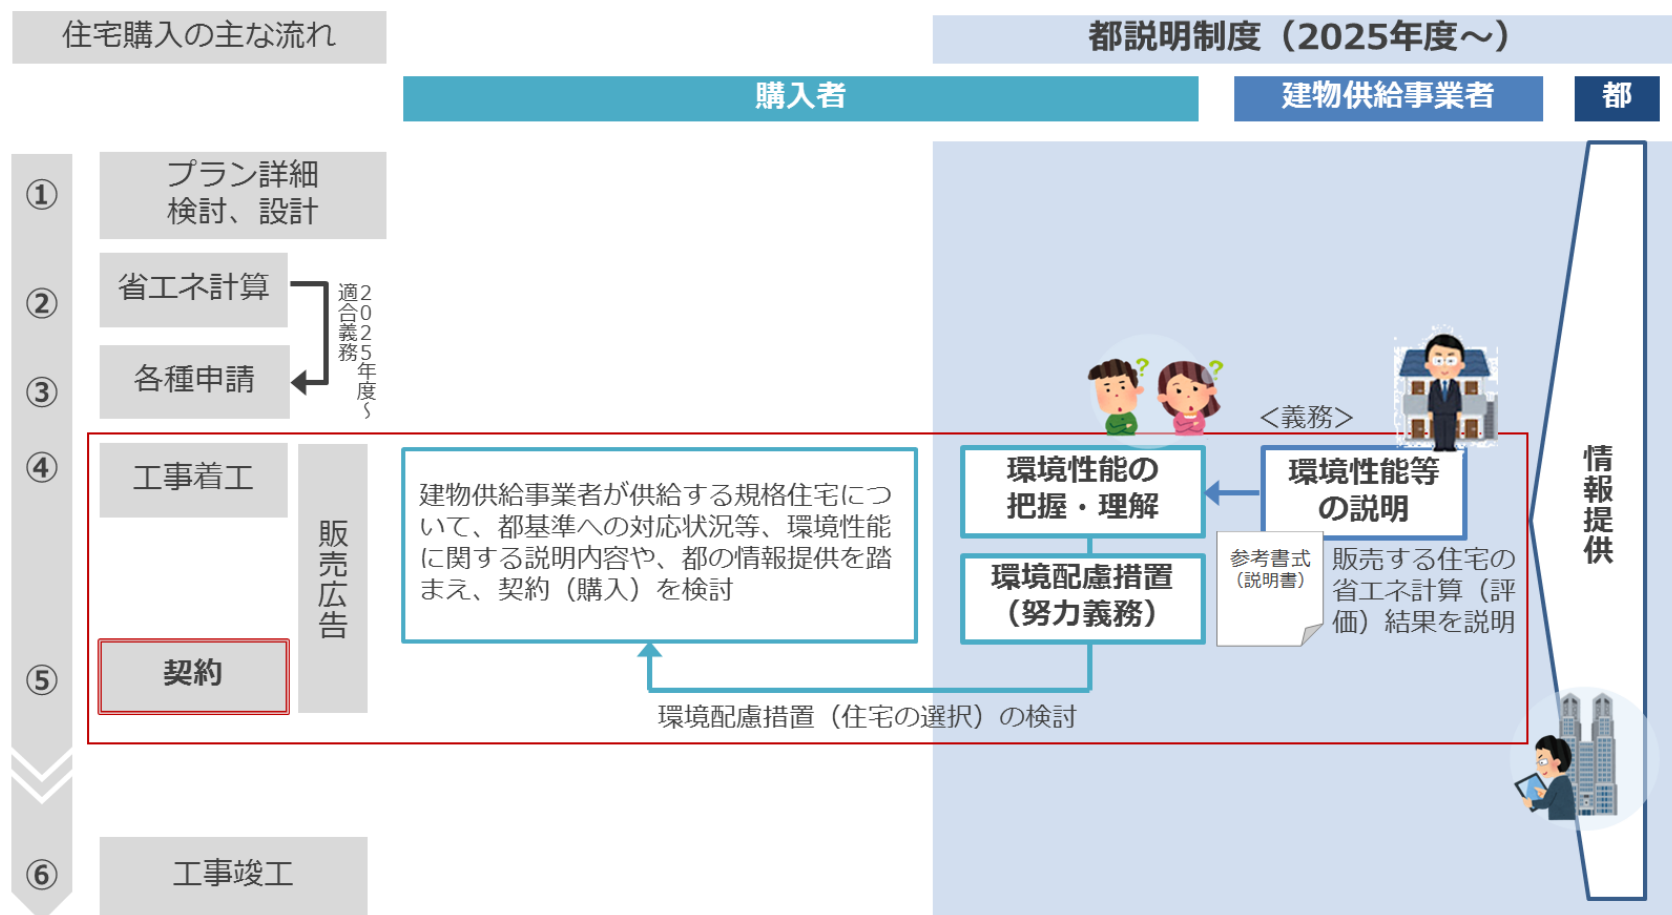 住宅購入の主な流れ
都説明制度（2025年度～）
購入者
建物供給事業者
都
①
プラン詳細
検討、設計
②
省エネ計算
2025年度～
適合義務
③
各種申請
④
工事着工
販売広告
建物供給事業者が供給する規格住宅につ
いて、都基準への対応状況等、環境性能
に関する説明内容や、都の情報提供を踏
まえ、契約（購入）を検討
?
?
環境性能の
把握・理解
環境配慮措置
（努力義務）
＜義務＞
環境性能等
の説明
参考書式
（説明書）
販売する住宅の
省エネ計算（評
価）結果を説明
情報提供
⑤
契約
環境配慮措置（住宅の選択）の検討
⑥
工事竣工